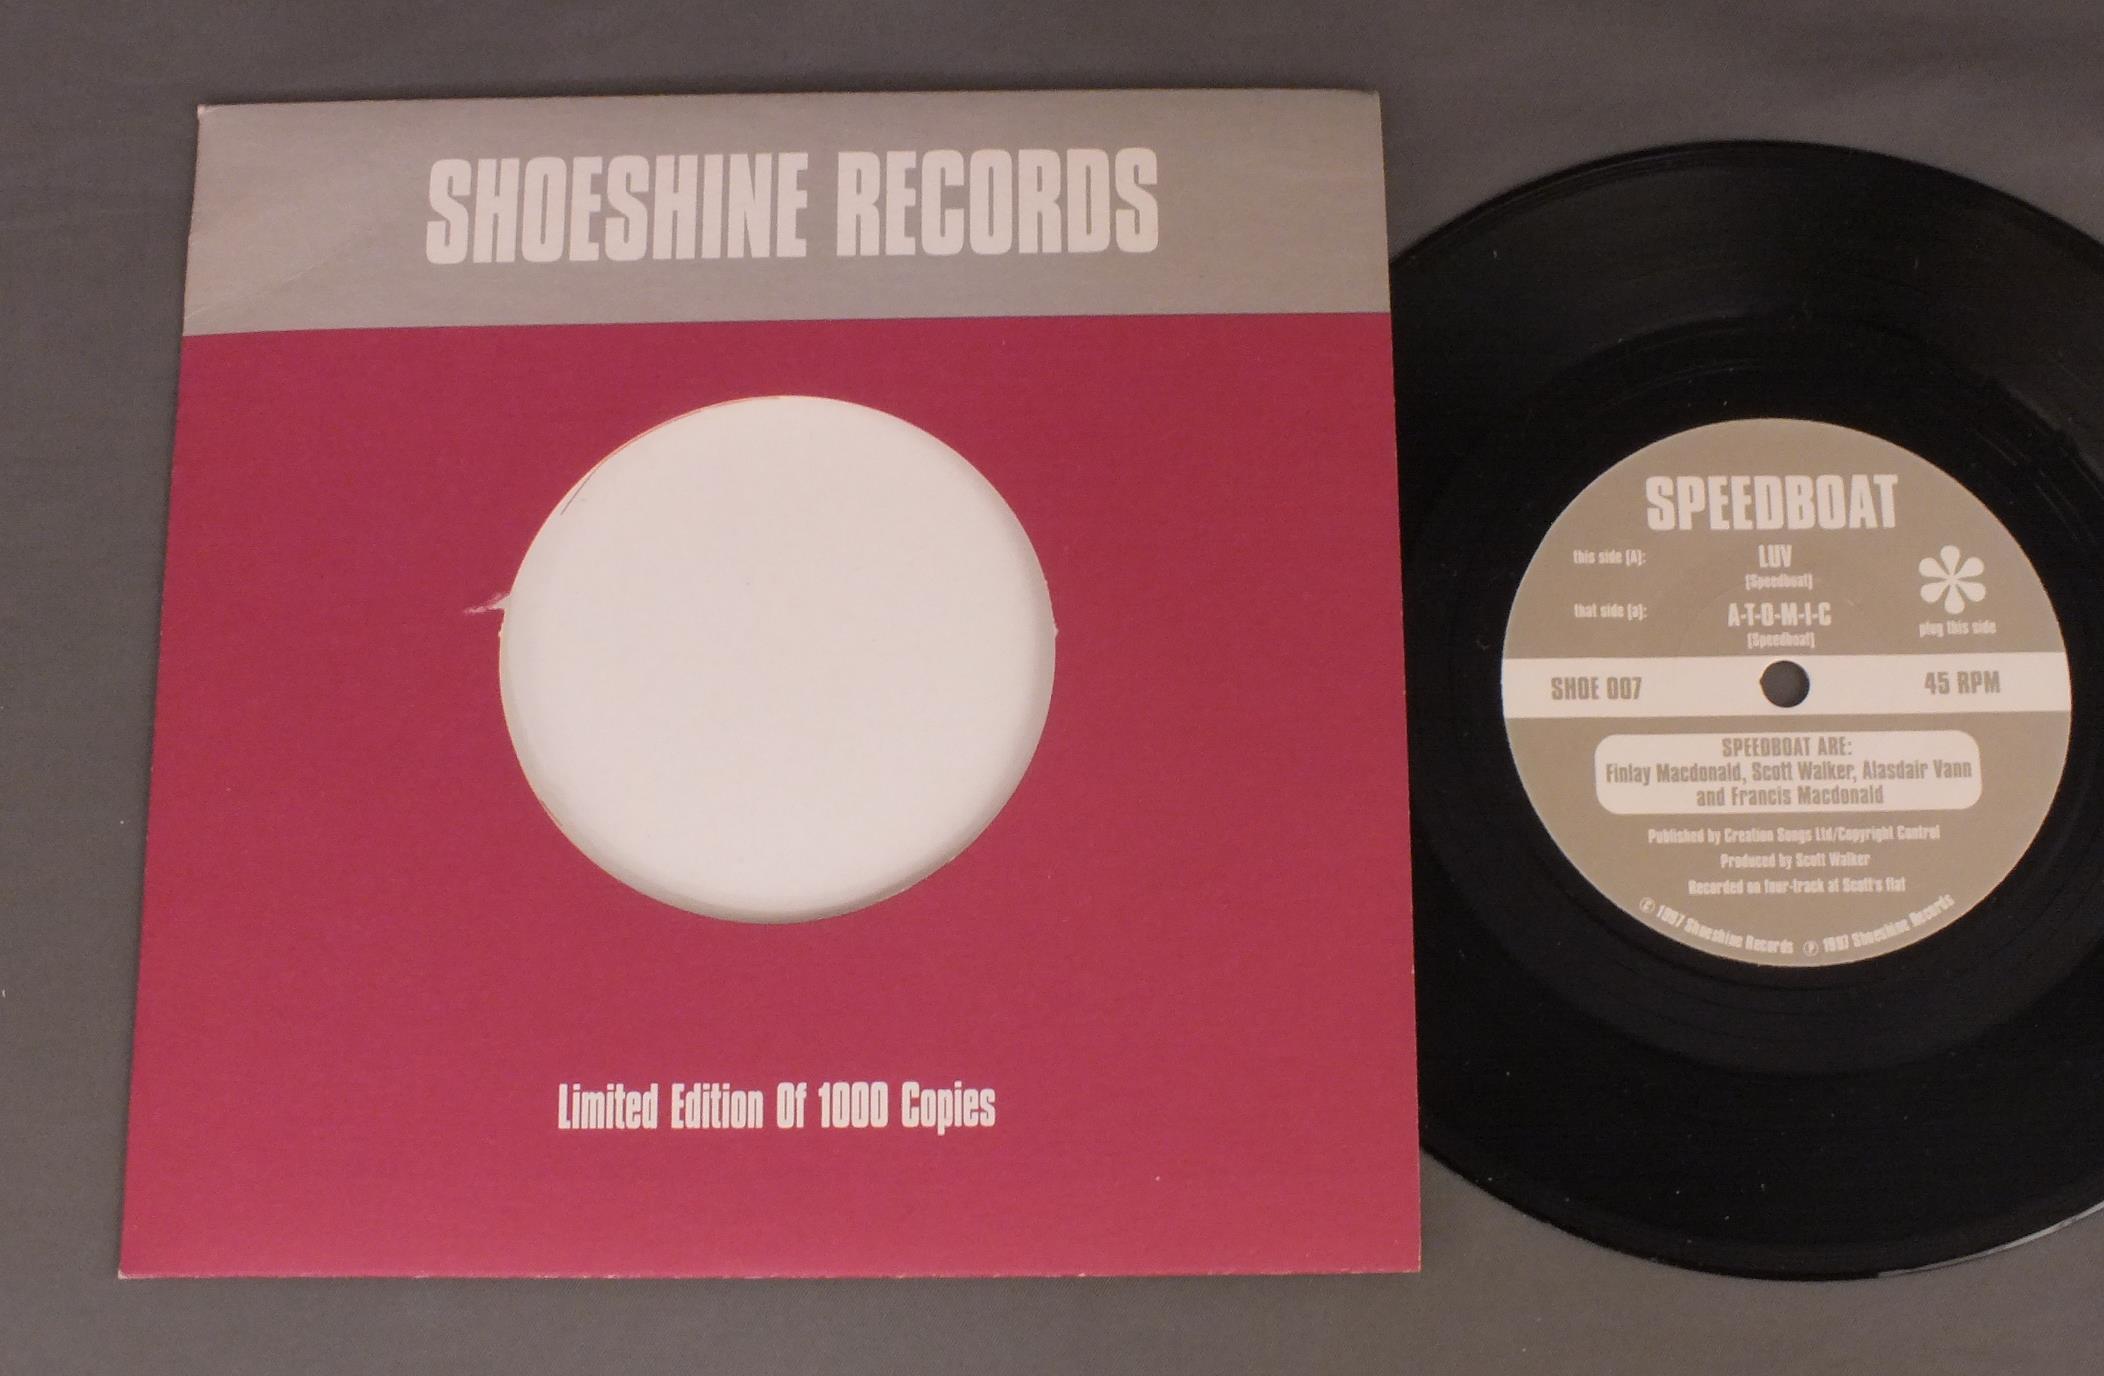 SHOESHINE RECORDS
Limited Edition Of 1000 Copies
SPEEDBOAT
this side (A): LUV
(Speedboat)
that side (a): A-T-O-M-I-C
(Speedboat)
plug this side
SHOE 007 45 RPM
SPEEDBOAT ARE:
Finlay Macdonald, Scott Walker, Alasdair Vann
and Francis Macdonald
Published by Creation Songs Ltd/Copyright Control
Produced by Scott Walker
Recorded on four-track at Scott's flat
© 1997 Shoeshine Records ℗ 1997 Shoeshine Records